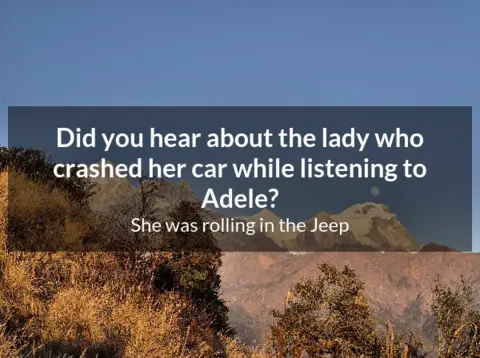 Did you hear about the lady who
crashed her car while listening to
Adele?
She was rolling in the Jeep